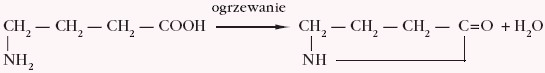 ogrzewanie
CH₂ — CH₂ — CH₂ — COOH → CH₂ — CH₂ — CH₂ — C=O + H₂O
NH₂ NH